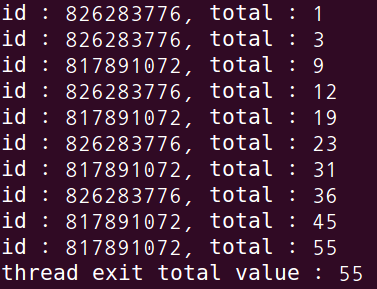 id : 826283776, total : 1
id : 826283776, total : 3
id : 817891072, total : 9
id : 826283776, total : 12
id : 817891072, total : 19
id : 826283776, total : 23
id : 817891072, total : 31
id : 826283776, total : 36
id : 817891072, total : 45
id : 817891072, total : 55
thread exit total value : 55